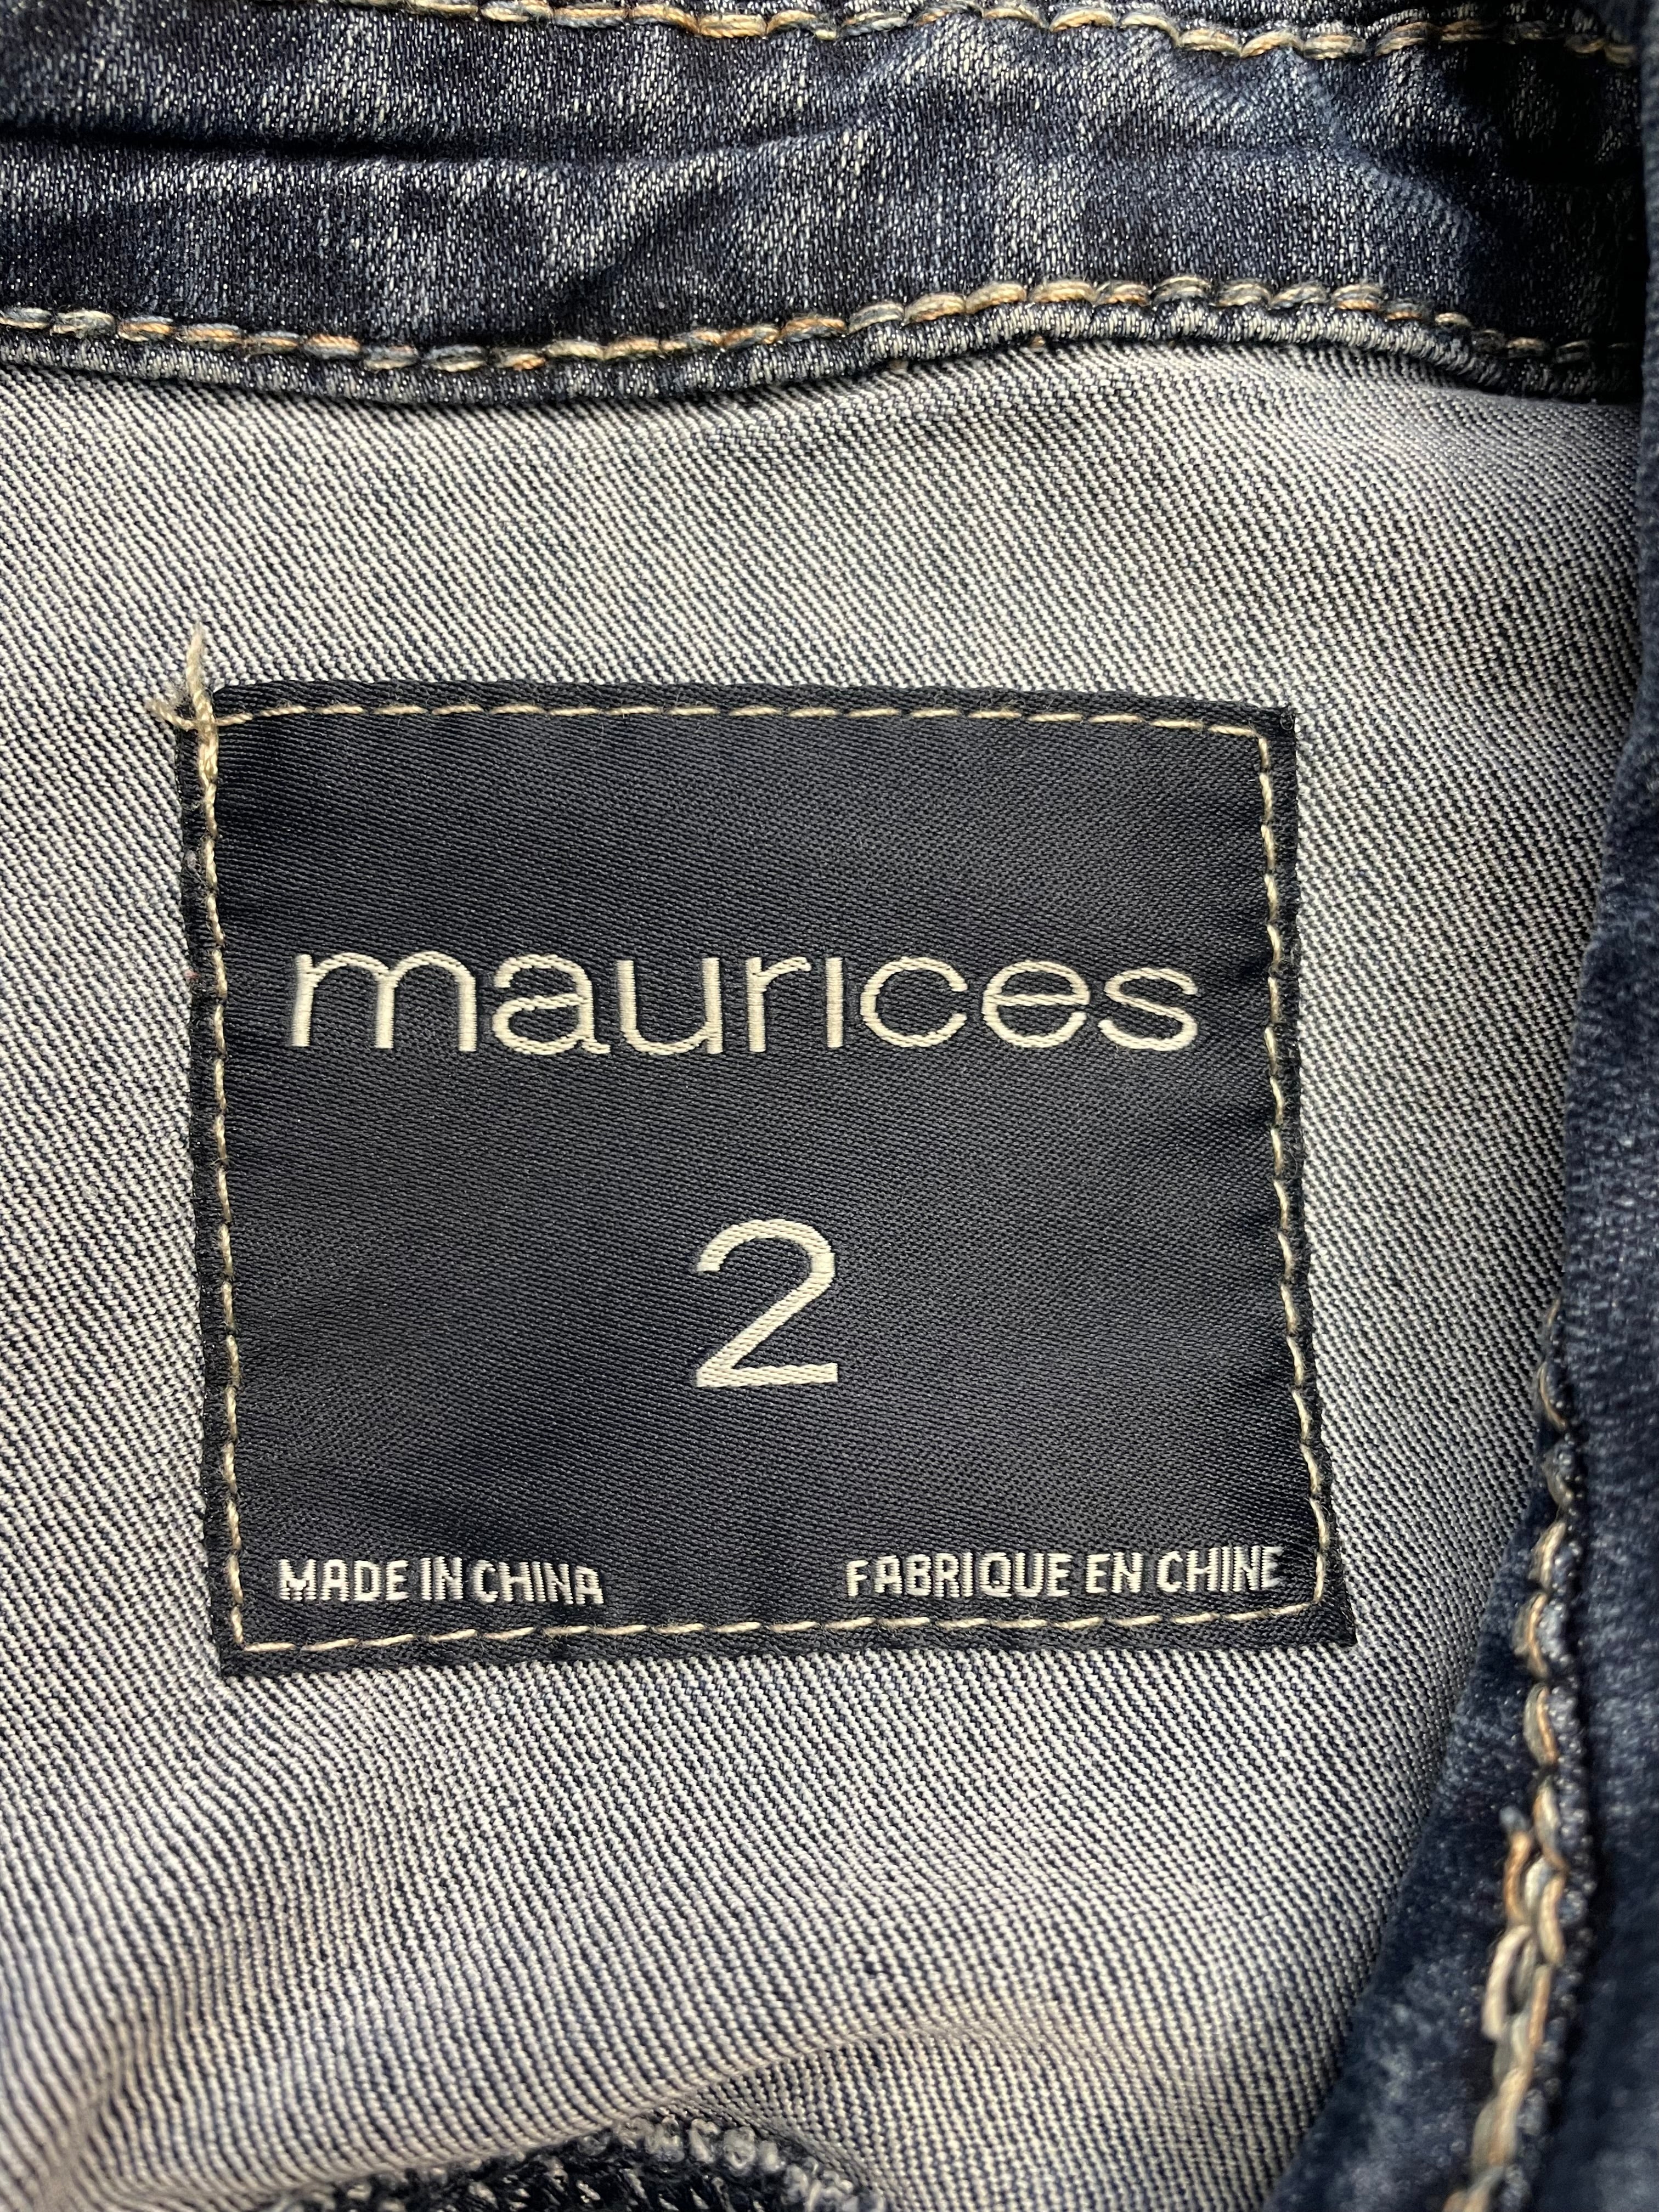 maurices
2
MADE IN CHINA FABRIQUE EN CHINE